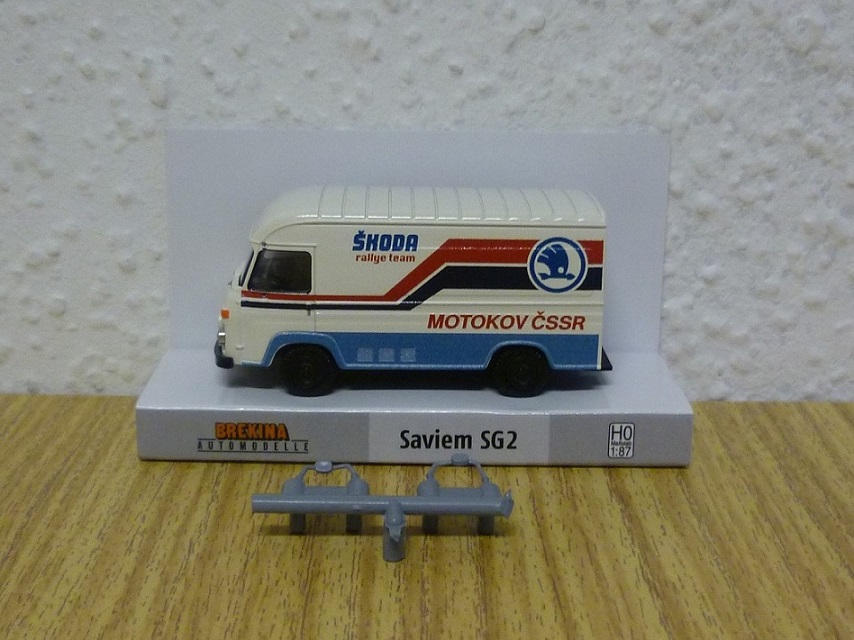 ŠKODA
rallye team
MOTOKOV ČSSR
BREKINA
AUTOMODELLE
Saviem SG2
H0
1:87